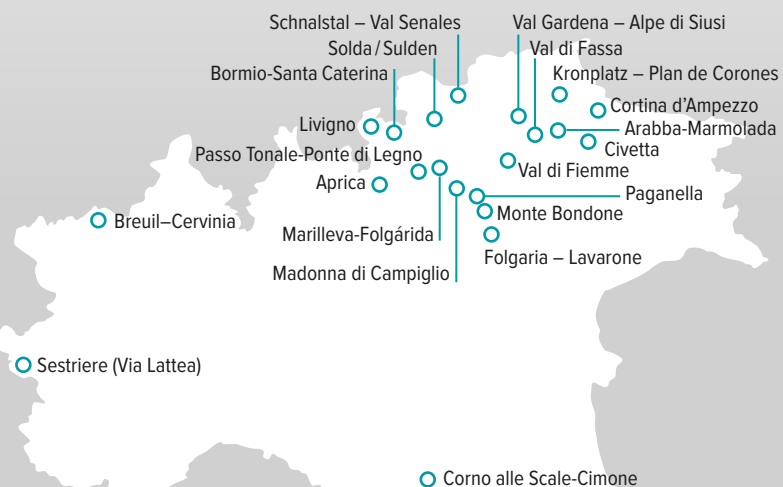 Schnalstal – Val Senales
Val Gardena – Alpe di Siusi
Solda / Sulden
Val di Fassa
Bormio-Santa Caterina
Kronplatz – Plan de Corones
Cortina d'Ampezzo
Livigno
Arabba-Marmolada
Civetta
Passo Tonale-Ponte di Legno
Val di Fiemme
Aprica
Paganella
Breuil–Cervinia
Monte Bondone
Marilleva-Folgárida
Folgaria – Lavarone
Madonna di Campiglio
Sestriere (Via Lattea)
Corno alle Scale-Cimone